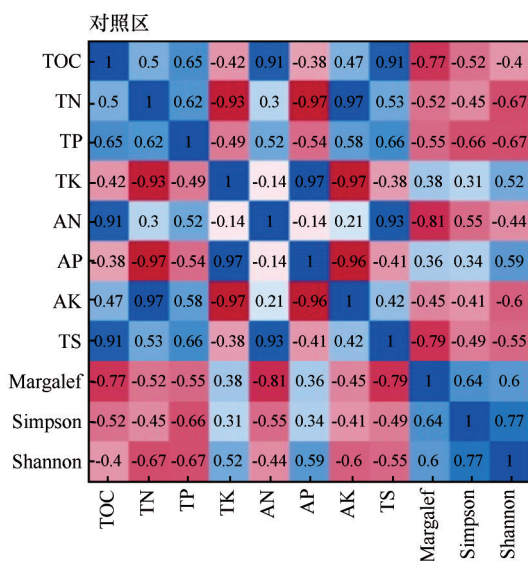 对照区
TOC 1 0.5 0.65 -0.42 0.91 -0.38 0.47 0.91 -0.77 -0.52 -0.4
TN 0.5 1 0.62 -0.93 0.3 -0.97 0.97 0.53 -0.52 -0.45 -0.67
TP -0.65 0.62 1 -0.49 0.52 -0.54 0.58 0.66 -0.55 -0.66 -0.67
TK -0.42 -0.93 -0.49 1 -0.14 0.97 -0.97 -0.38 0.38 0.31 0.52
AN 0.91 0.3 0.52 -0.14 1 -0.14 0.21 0.93 -0.81 0.55 -0.44
AP -0.38 -0.97 -0.54 0.97 -0.14 1 -0.96 -0.41 0.36 0.34 0.59
AK 0.47 0.97 0.58 -0.97 0.21 -0.96 1 0.42 -0.45 -0.41 -0.6
TS 0.91 0.53 0.66 -0.38 0.93 -0.41 0.42 1 -0.79 -0.49 -0.55
Margalef -0.77 -0.52 -0.55 0.38 -0.81 0.36 -0.45 -0.79 1 0.64 0.6
Simpson -0.52 -0.45 -0.66 0.31 -0.55 0.34 -0.41 -0.49 0.64 1 0.77
Shannon -0.4 -0.67 -0.67 0.52 -0.44 0.59 -0.6 -0.55 0.6 0.77 1
TOC TN TP TK AN AP AK TS Margalef Simpson Shannon